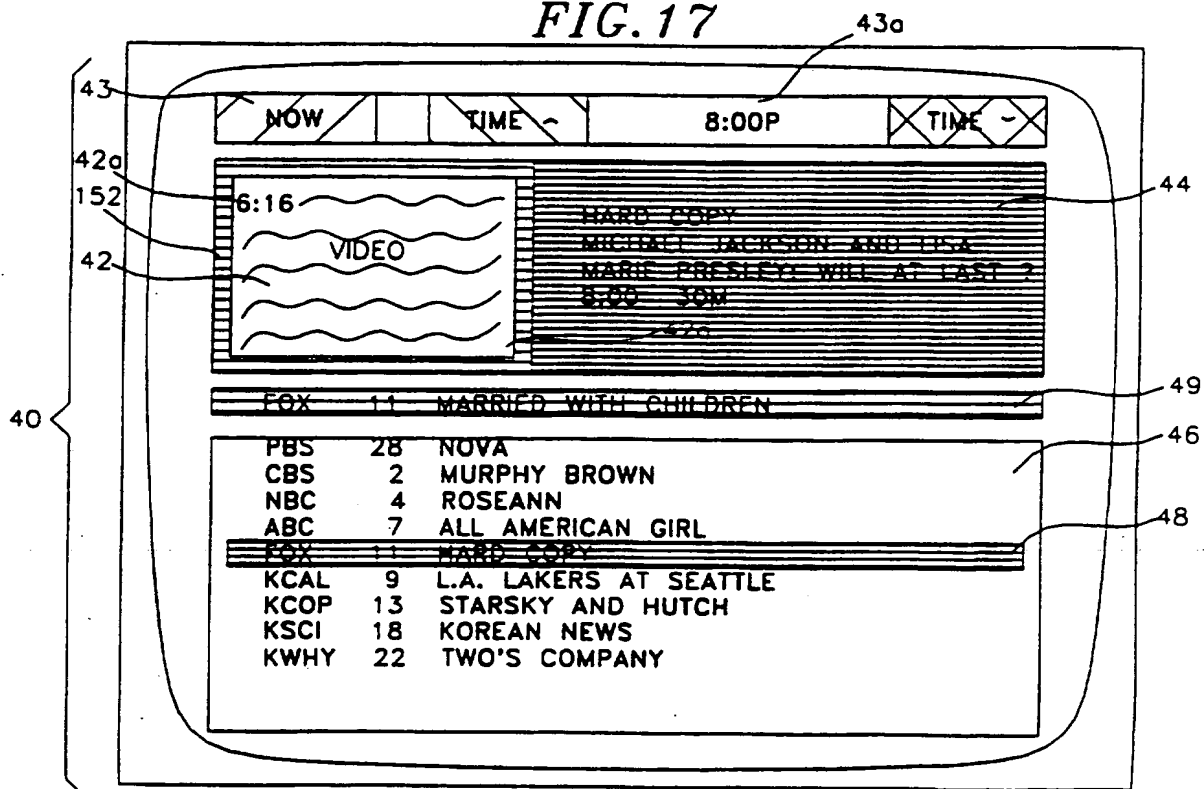 FIG. 17
43a
43
NOW
TIME ~
8:00P
TIME ~
42a
152
42
6:16
VIDEO
42a
HARD COPY
MICHAEL JACKSON AND LISA
MARIE PRESLEY: WILL AT LAST ?
8:00 30M
44
FOX 11 MARRIED WITH CHILDREN
49
40
46
PBS 28 NOVA
CBS 2 MURPHY BROWN
NBC 4 ROSEANN
ABC 7 ALL AMERICAN GIRL
FOX 11 HARD COPY
48
KCAL 9 L.A. LAKERS AT SEATTLE
KCOP 13 STARSKY AND HUTCH
KSCI 18 KOREAN NEWS
KWHY 22 TWO'S COMPANY